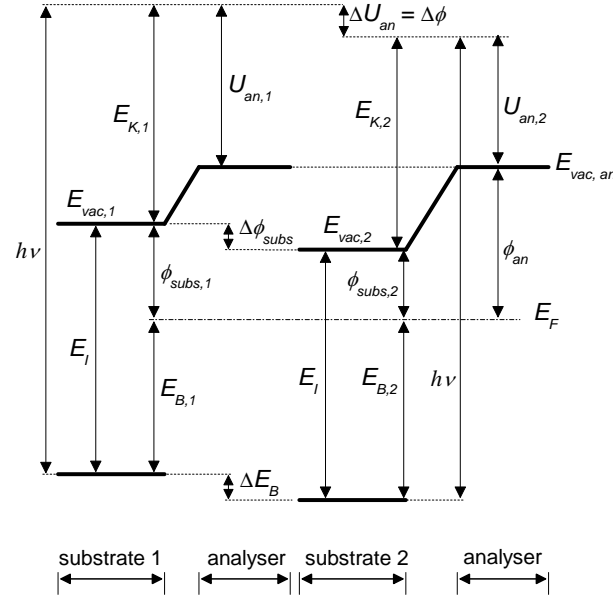 ΔU_an = Δϕ
U_an,1
E_K,1
E_K,2
U_an,2
E_vac,1
E_vac, an
hν
Δϕ_subs
E_vac,2
ϕ_subs,1
ϕ_subs,2
ϕ_an
E_F
E_I
E_B,1
E_I
E_B,2
hν
ΔE_B
substrate 1 analyser substrate 2 analyser